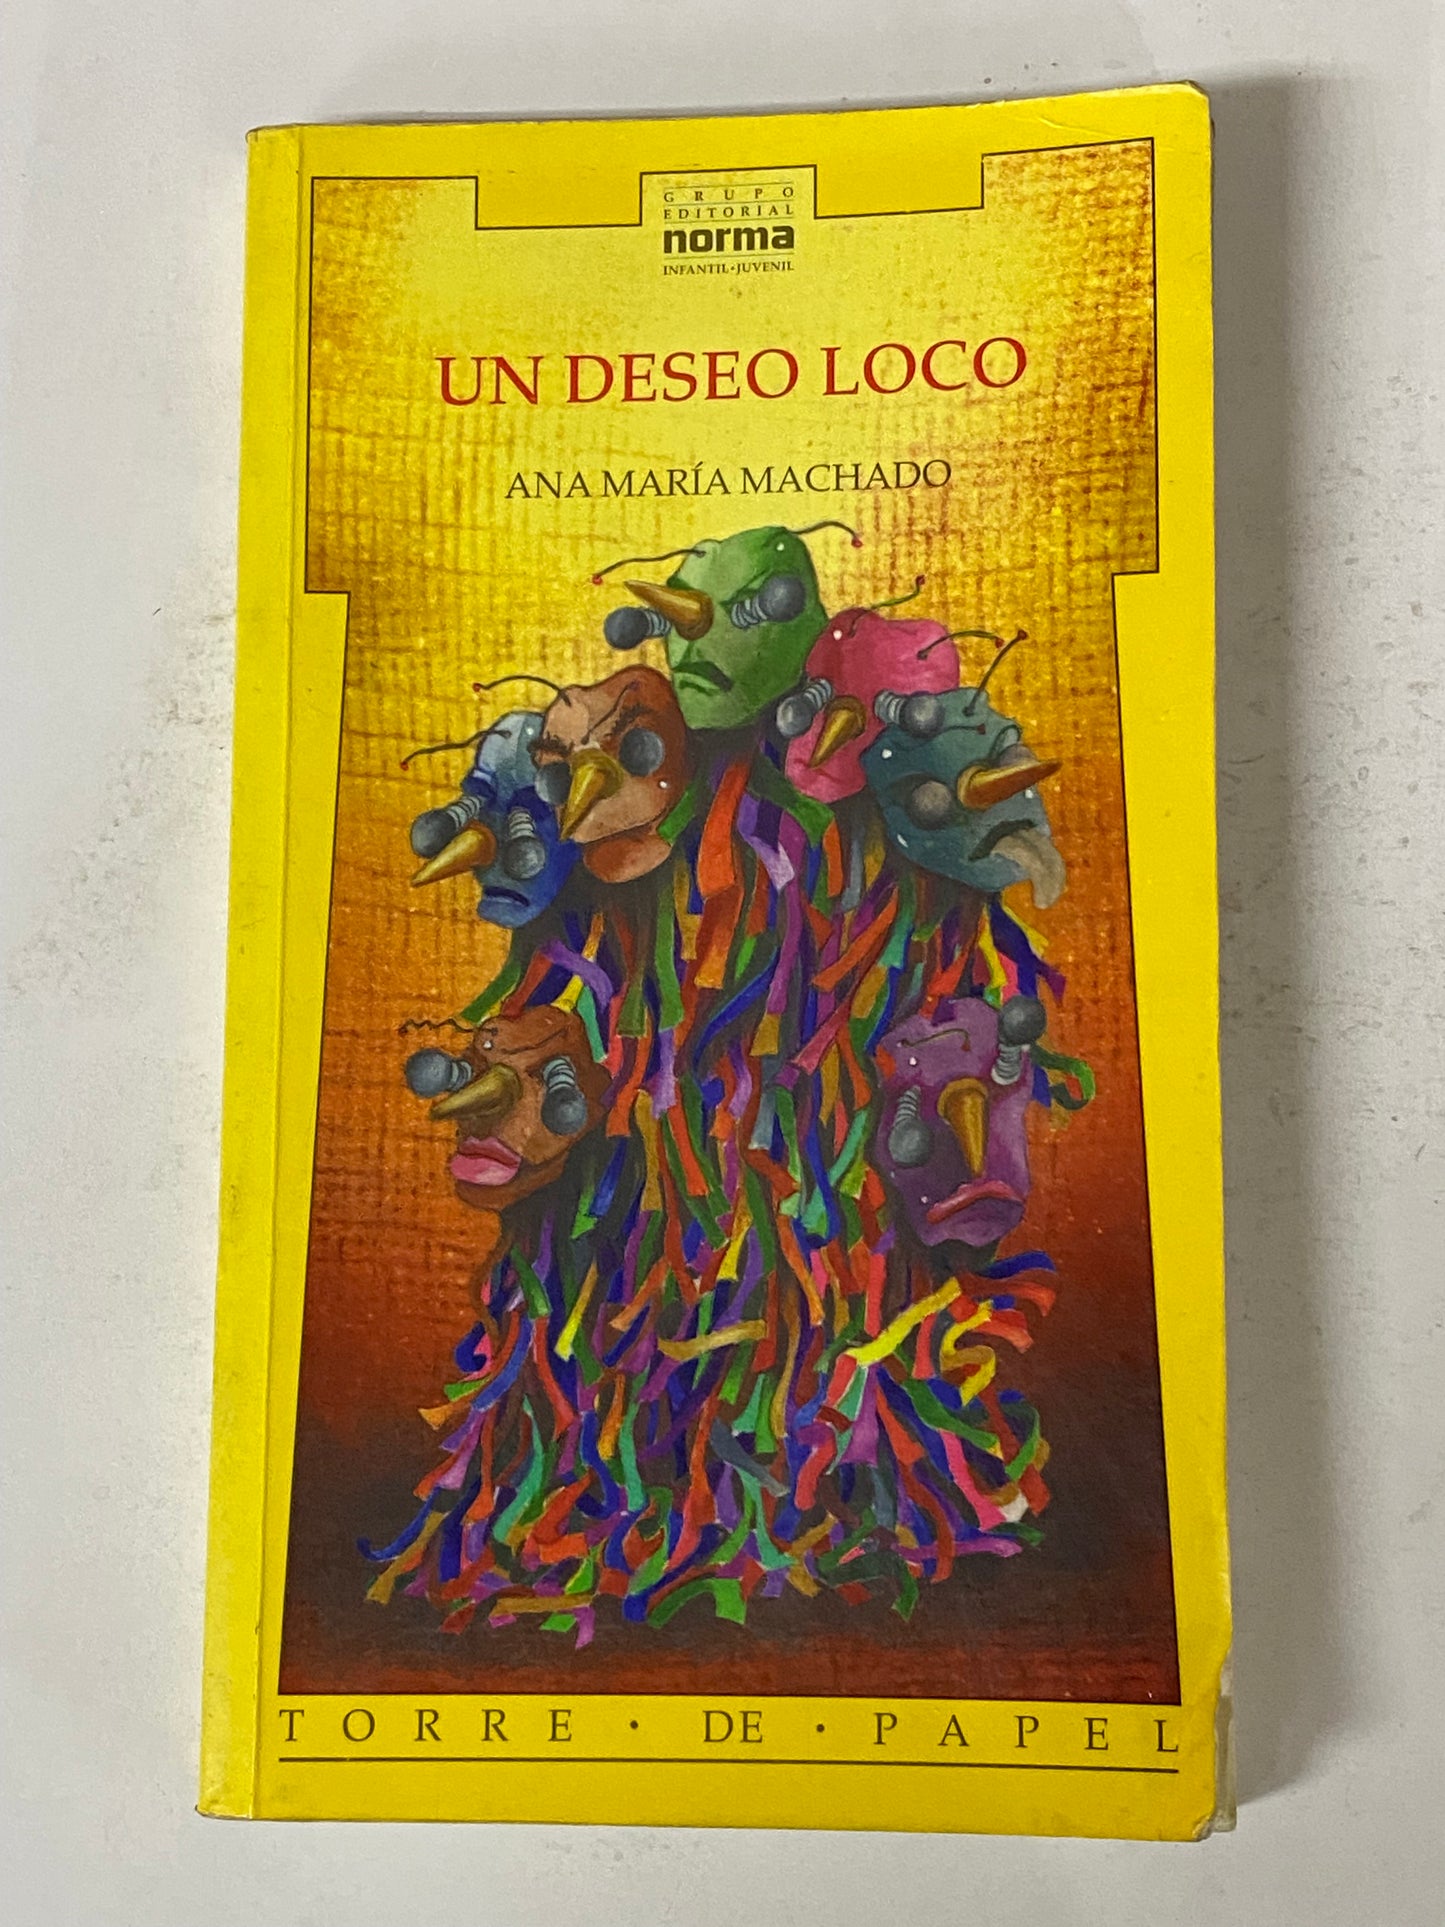 GRUPO
EDITORIAL
norma
INFANTIL•JUVENIL
UN DESEO LOCO
ANA MARÍA MACHADO
TORRE • DE • PAPEL